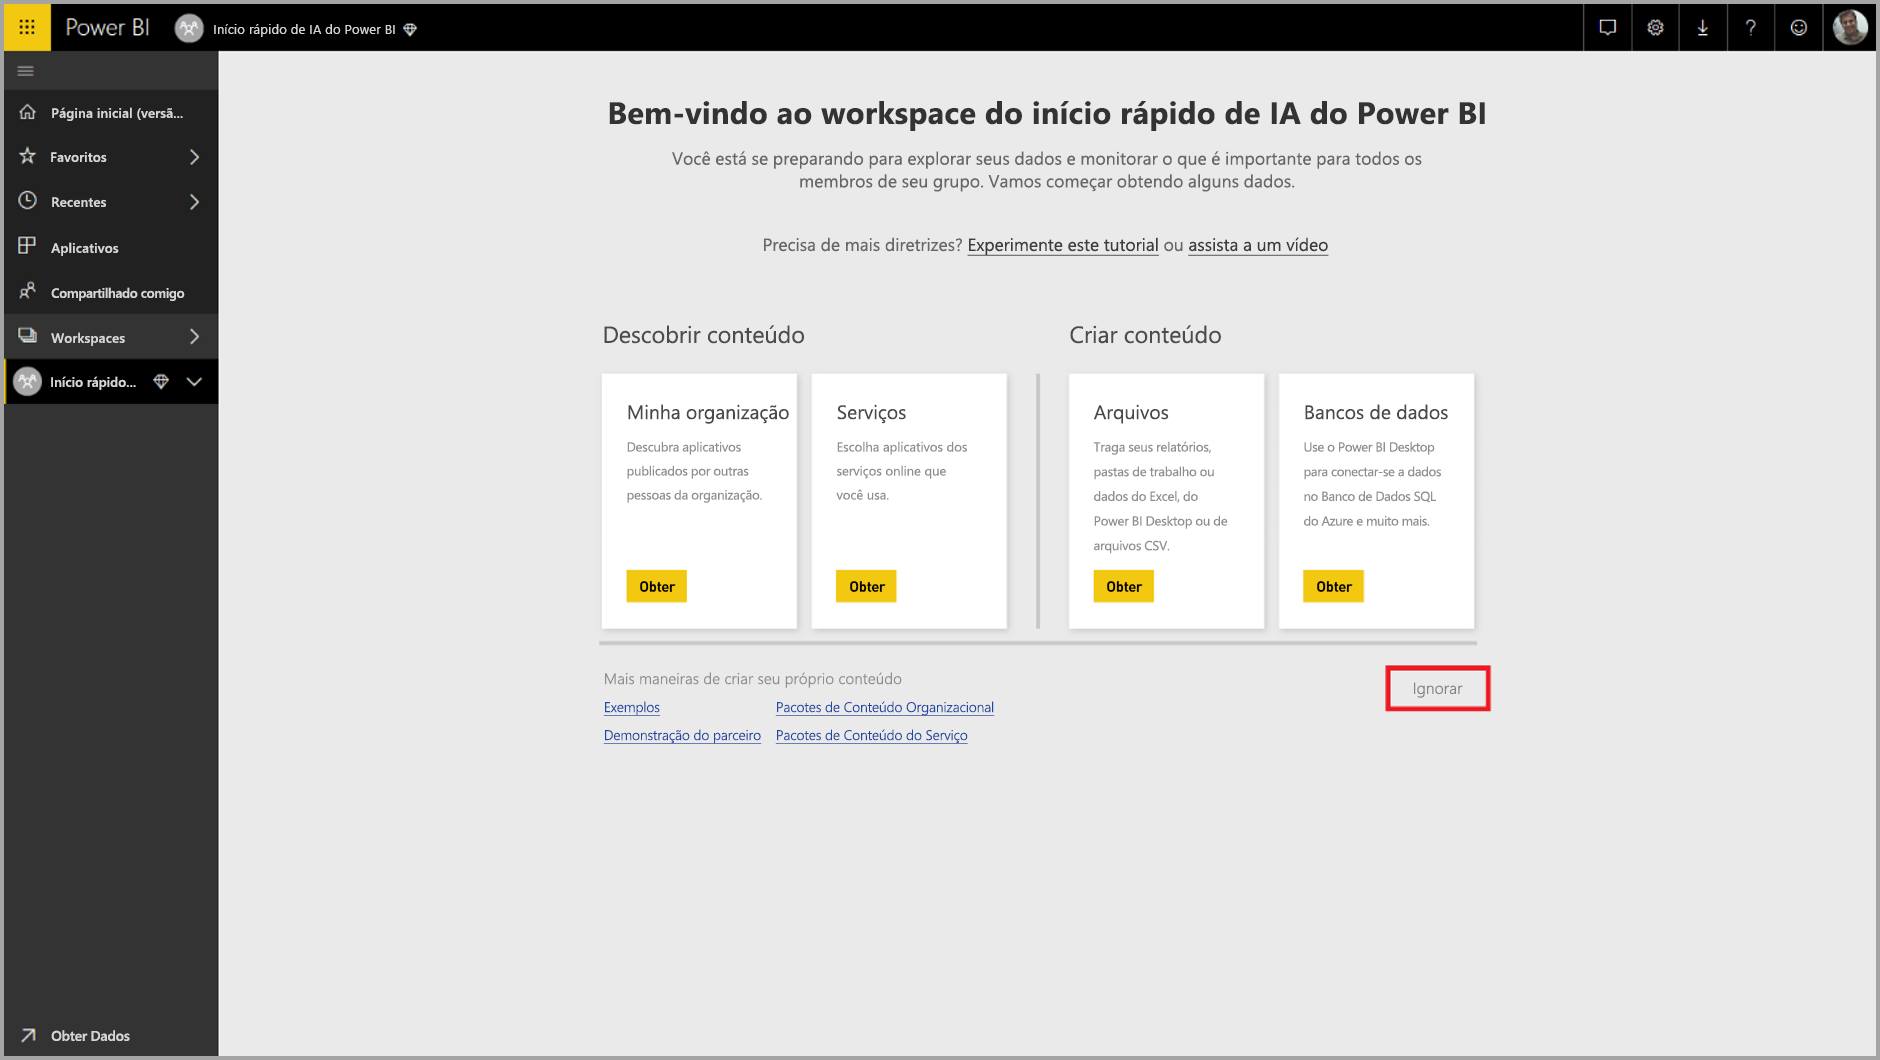 Power BI
Início rápido de IA do Power BI
?
Página inicial (versã...
Favoritos
Recentes
Aplicativos
Compartilhado comigo
Workspaces
Início rápido...
Obter Dados
Bem-vindo ao workspace do início rápido de IA do Power BI
Você está se preparando para explorar seus dados e monitorar o que é importante para todos os
membros de seu grupo. Vamos começar obtendo alguns dados.
Precisa de mais diretrizes? Experimente este tutorial ou assista a um vídeo
Descobrir conteúdo
Minha organização
Descubra aplicativos
publicados por outras
pessoas da organização.
Obter
Serviços
Escolha aplicativos dos
serviços online que
você usa.
Obter
Criar conteúdo
Arquivos
Traga seus relatórios,
pastas de trabalho ou
dados do Excel, do
Power BI Desktop ou de
arquivos CSV.
Obter
Bancos de dados
Use o Power BI Desktop
para conectar-se a dados
no Banco de Dados SQL
do Azure e muito mais.
Obter
Mais maneiras de criar seu próprio conteúdo
Exemplos
Pacotes de Conteúdo Organizacional
Demonstração do parceiro
Pacotes de Conteúdo do Serviço
Ignorar